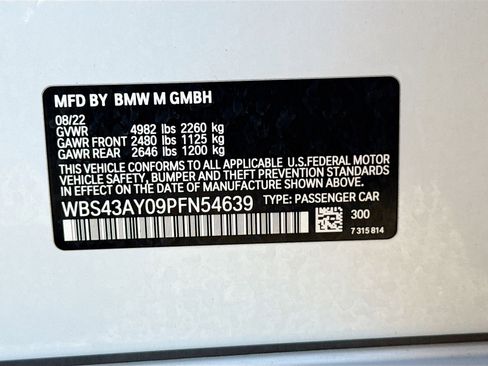 MFD BY BMW M GMBH
08/22
GVWR 4982 lbs 2260 kg
GAWR FRONT 2480 lbs 1125 kg
GAWR REAR 2646 lbs 1200 kg
THIS VEHICLE CONFORMS TO ALL APPLICABLE U.S.FEDERAL MOTOR
VEHICLE SAFETY, BUMPER AND THEFT PREVENTION STANDARDS
IN EFFECT ON THE DATE OF MANUFACTURE SHOWN ABOVE.
WBS43AY09PFN54639 TYPE: PASSENGER CAR
300
7 315 814